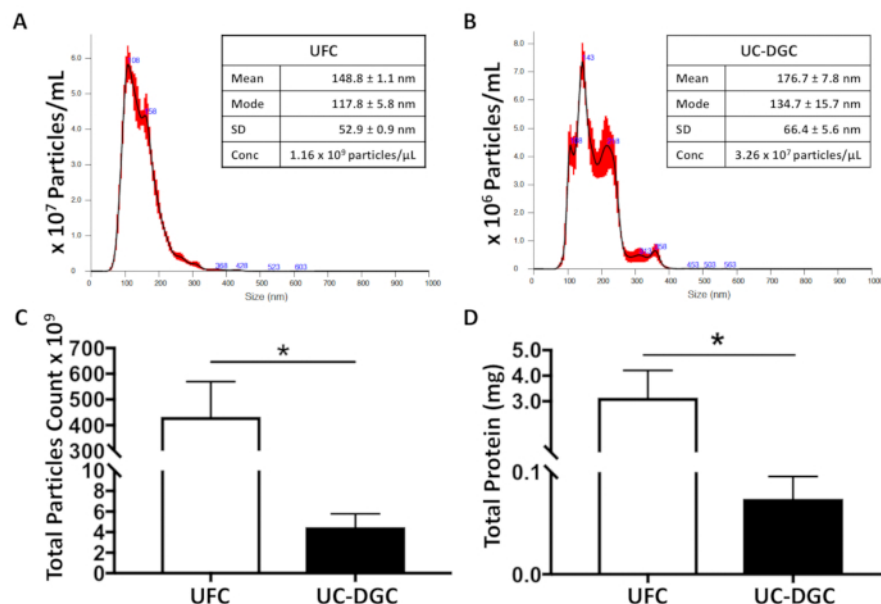 A
x 10⁷ Particles/mL
6.0
5.0
4.0
3.0
2.0
1.0
0
368 428 523 603
0 100 200 300 400 500 600 700 800 900 1000
Size (nm)
UFC
Mean 148.8 ± 1.1 nm
Mode 117.8 ± 5.8 nm
SD 52.9 ± 0.9 nm
Conc 1.16 x 10⁹ particles/µL
B
x 10⁶ Particles/mL
8.0
7.0
6.0
5.0
4.0
3.0
2.0
1.0
0
453 503 563
0 100 200 300 400 500 600 700 800 900 1000
Size (nm)
UC-DGC
Mean 176.7 ± 7.8 nm
Mode 134.7 ± 15.7 nm
SD 66.4 ± 5.6 nm
Conc 3.26 x 10⁷ particles/µL
C
Total Particles Count x 10⁹
700
600
500
400
300
10
8
6
4
2
0
*
UFC UC-DGC
D
Total Protein (mg)
5.0
4.0
3.0
0.1
0.0
*
UFC UC-DGC